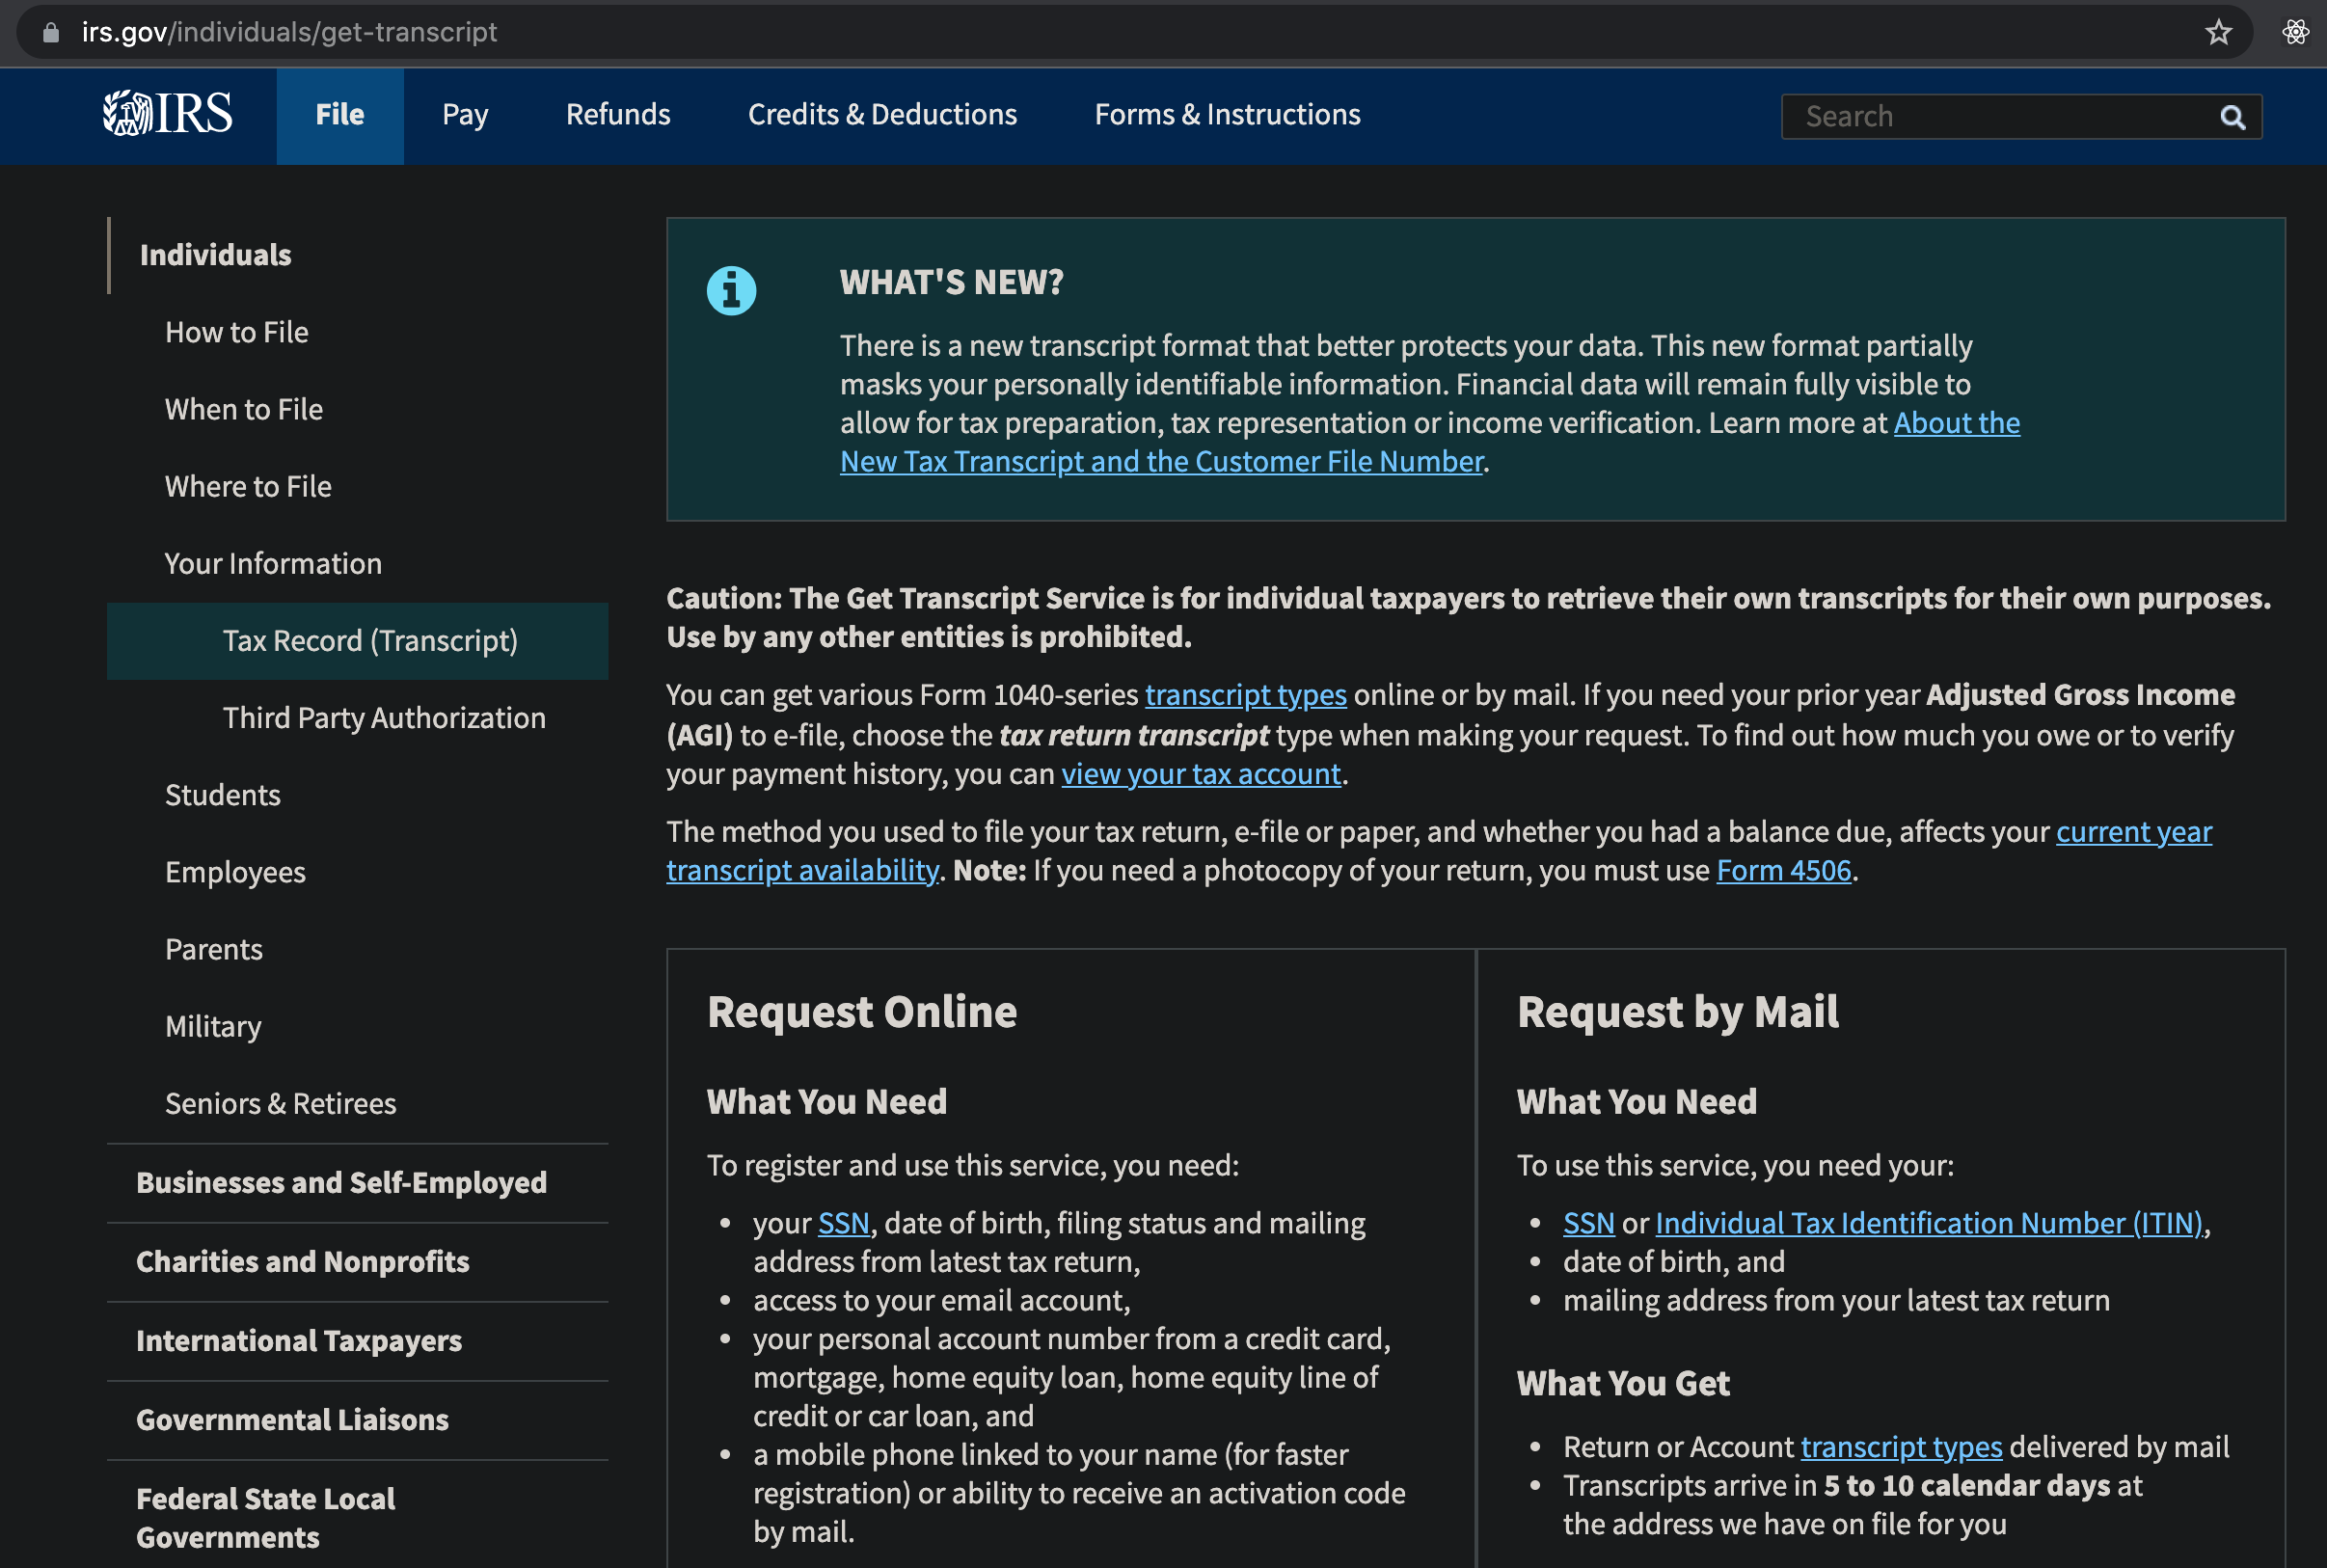 irs.gov/individuals/get-transcript
IRS
File
Pay
Refunds
Credits & Deductions
Forms & Instructions
Search
Individuals
How to File
When to File
Where to File
Your Information
Tax Record (Transcript)
Third Party Authorization
Students
Employees
Parents
Military
Seniors & Retirees
Businesses and Self-Employed
Charities and Nonprofits
International Taxpayers
Governmental Liaisons
Federal State Local
Governments
WHAT'S NEW?
There is a new transcript format that better protects your data. This new format partially
masks your personally identifiable information. Financial data will remain fully visible to
allow for tax preparation, tax representation or income verification. Learn more at About the
New Tax Transcript and the Customer File Number.
Caution: The Get Transcript Service is for individual taxpayers to retrieve their own transcripts for their own purposes.
Use by any other entities is prohibited.
You can get various Form 1040-series transcript types online or by mail. If you need your prior year Adjusted Gross Income
(AGI) to e-file, choose the tax return transcript type when making your request. To find out how much you owe or to verify
your payment history, you can view your tax account.
The method you used to file your tax return, e-file or paper, and whether you had a balance due, affects your current year
transcript availability. Note: If you need a photocopy of your return, you must use Form 4506.
Request Online
What You Need
To register and use this service, you need:
• your SSN, date of birth, filing status and mailing
address from latest tax return,
• access to your email account,
• your personal account number from a credit card,
mortgage, home equity loan, home equity line of
credit or car loan, and
• a mobile phone linked to your name (for faster
registration) or ability to receive an activation code
by mail.
Request by Mail
What You Need
To use this service, you need your:
• SSN or Individual Tax Identification Number (ITIN),
• date of birth, and
• mailing address from your latest tax return
What You Get
• Return or Account transcript types delivered by mail
• Transcripts arrive in 5 to 10 calendar days at
the address we have on file for you